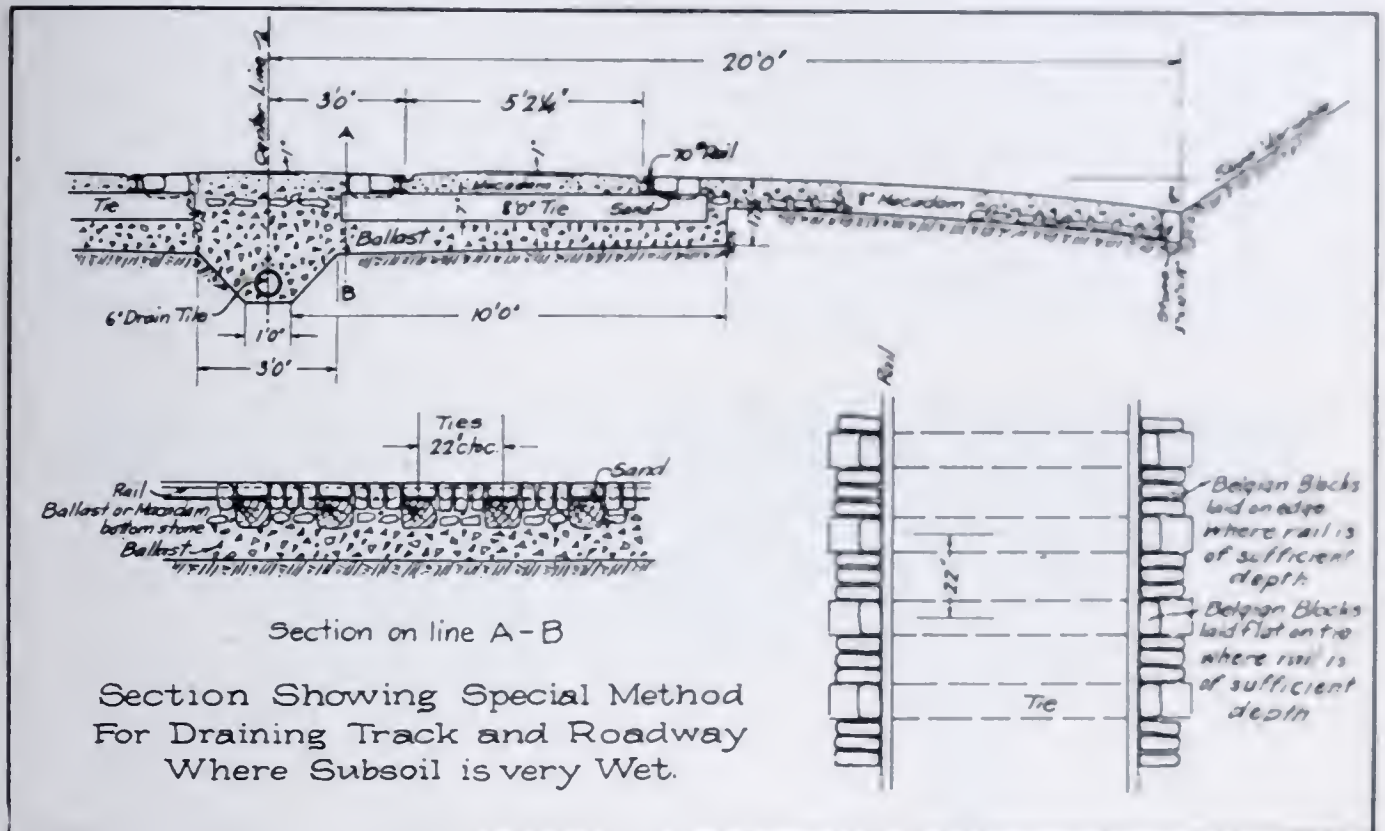 Center Line
20'0"
3'0"
5'2¼"
A
1"
1"
70# Rail
Macadam
Tie
8'0" Tie
Sand
8" Macadam
Ballast
B
6" Drain Tile
10'0"
1'0"
3'0"
Ties
22" c. to c.
Sand
Rail
Ballast or Macadam
bottom stone
Ballast
Section on line A-B
Section Showing Special Method
For Draining Track and Roadway
Where Subsoil is very Wet.
Rail
22"
Tie
Belgian Blocks
laid on edge
where rail is
of sufficient
depth
Belgian Blocks
laid flat on tie
where rail is
of sufficient
depth